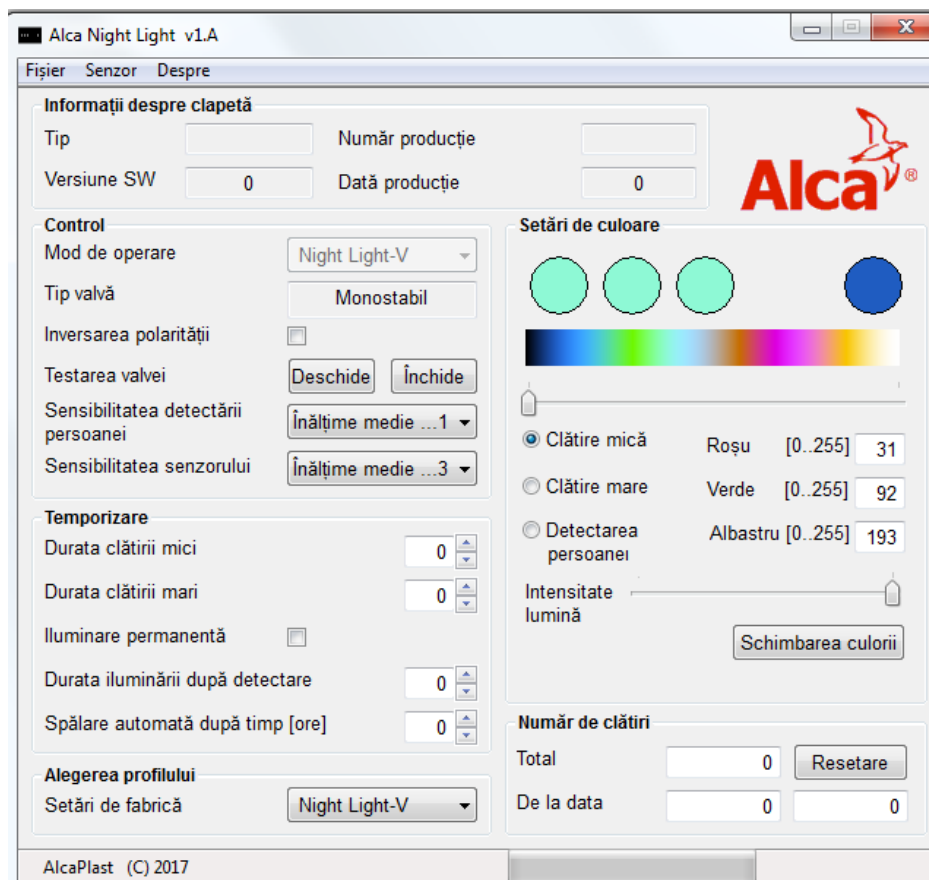 Alca Night Light v1.A
Fișier Senzor Despre
Informații despre clapetă
Tip
Număr producție
Versiune SW 0
Dată producție 0
Alca®
Control
Mod de operare Night Light-V
Tip valvă Monostabil
Inversarea polarității
Testarea valvei Deschide Închide
Sensibilitatea detectării
persoanei Înălțime medie ...1
Sensibilitatea senzorului Înălțime medie ...3
Temporizare
Durata clătirii mici 0
Durata clătirii mari 0
Iluminare permanentă
Durata iluminării după detectare 0
Spălare automată după timp [ore] 0
Alegerea profilului
Setări de fabrică Night Light-V
Setări de culoare
Clătire mică Roșu [0..255] 31
Clătire mare Verde [0..255] 92
Detectarea
persoanei Albastru [0..255] 193
Intensitate
lumină
Schimbarea culorii
Număr de clătiri
Total 0 Resetare
De la data 0 0
AlcaPlast (C) 2017